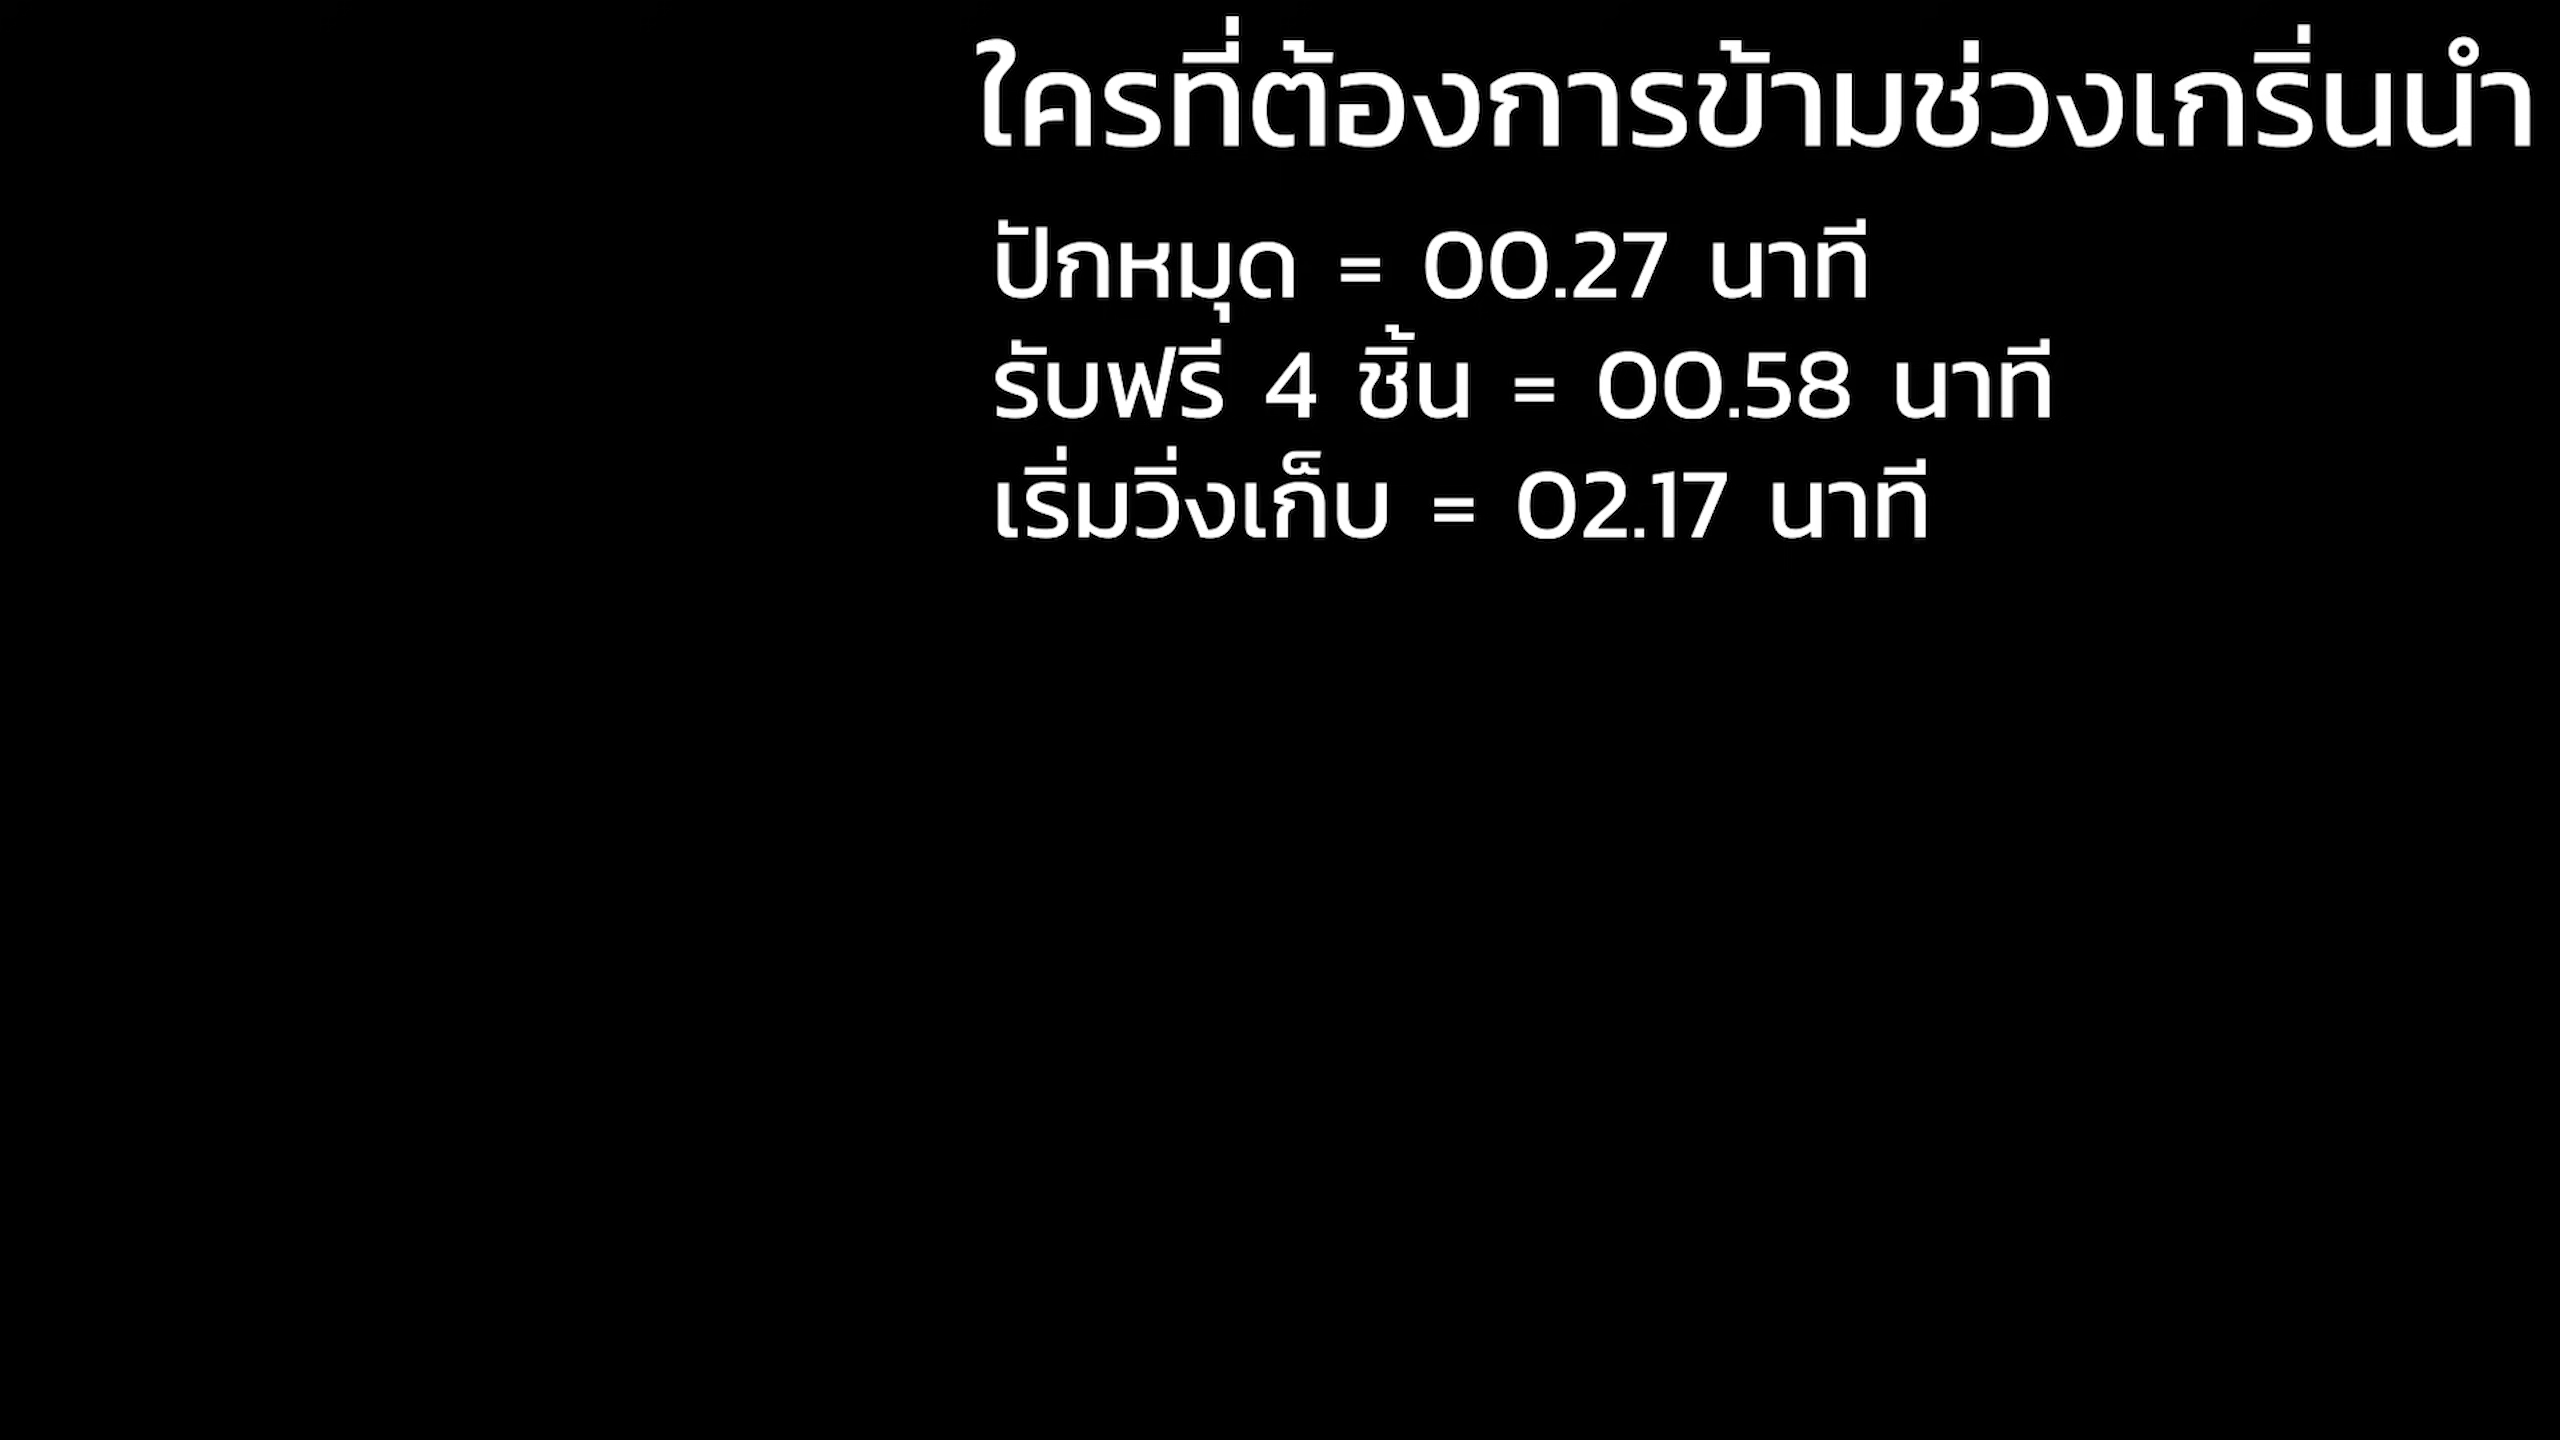 ใครที่ต้องการข้ามช่วงเกริ่นนำ
ปักหมุด = 00.27 นาที
รับฟรี 4 ชิ้น = 00.58 นาที
เริ่มวิ่งเก็บ = 02.17 นาที